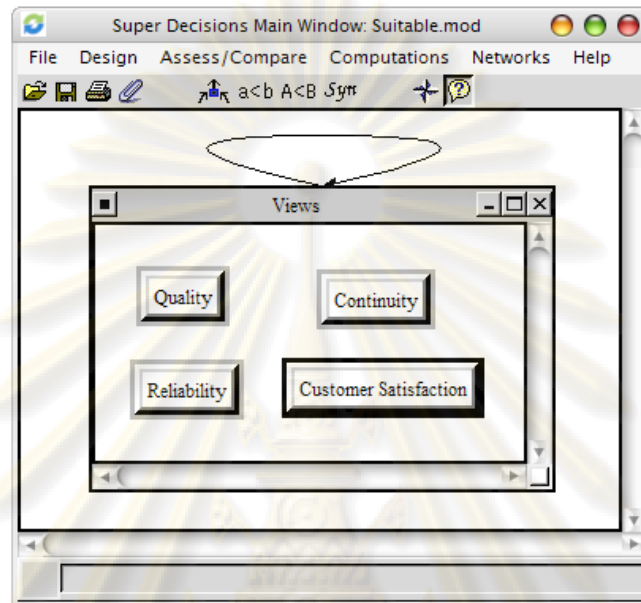 Super Decisions Main Window: Suitable.mod
File Design Assess/Compare Computations Networks Help
a<b A<B Syn
Views
Quality Continuity
Reliability Customer Satisfaction